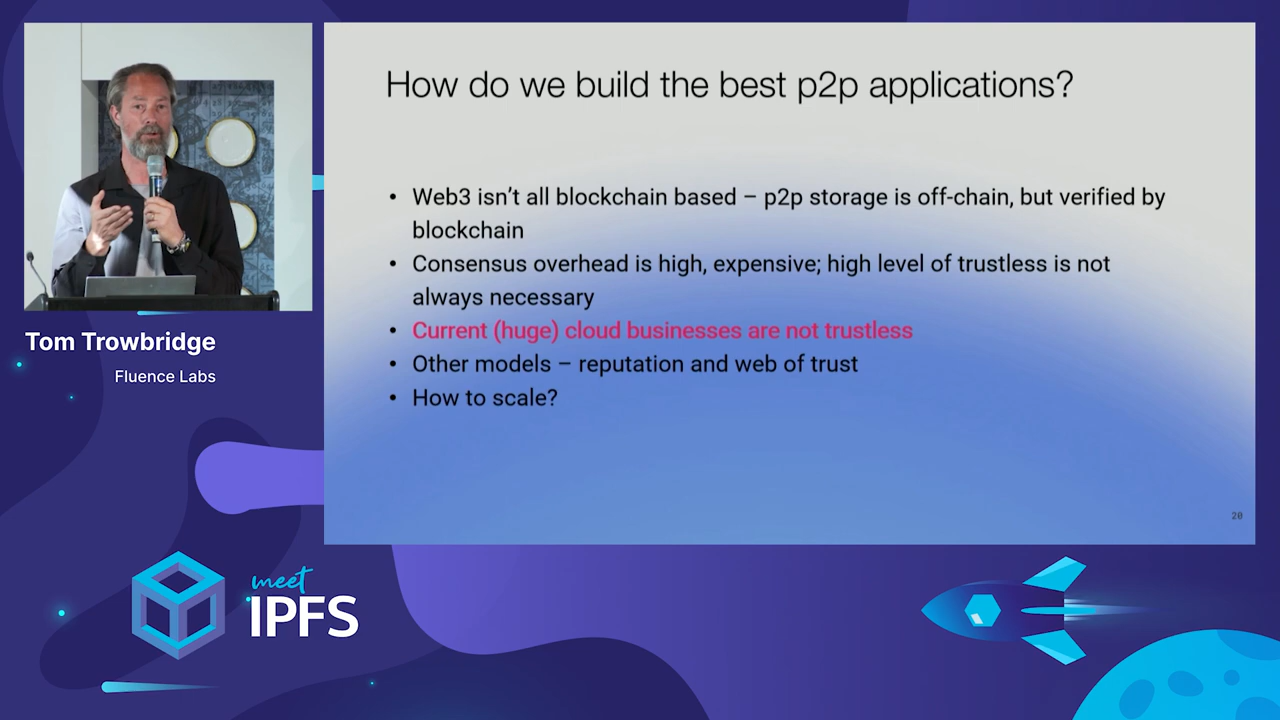 How do we build the best p2p applications?
• Web3 isn’t all blockchain based – p2p storage is off-chain, but verified by
blockchain
• Consensus overhead is high, expensive; high level of trustless is not
always necessary
• Current (huge) cloud businesses are not trustless
• Other models – reputation and web of trust
• How to scale?
20
Tom Trowbridge
Fluence Labs
meet
IPFS